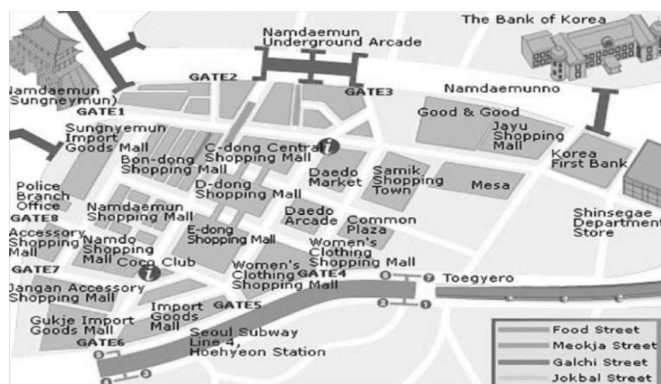 The Bank of Korea
Namdaemun
Underground Arcade
GATE2
GATE3
Namdaemun
(Sungneymun)
GATE1
Namdaemunno
Good & Good
Jayu
Shopping
Mall
Sungnyemun
Import
Goods Mall
C-dong Central
Shopping Mall
Bon-dong
Shopping Mall
Korea
First Bank
Daedo
Market
Samik
Shopping
Town
Mesa
D-dong
Shopping Mall
Police
Branch
Office
GATE8
Namdaemun
Shopping Mall
Daedo
Arcade
Common
Plaza
Shinsegae
Department
Store
Accessory
Shopping
Mall
Namdo
Shopping
Mall
E-dong
Shopping Mall
Women's
Clothing
Shopping Mall
GATE7
Coco Club
Women's
Clothing
Shopping Mall
GATE4
Toegyero
Jangan Accessory
Shopping Mall
Import
Goods
Mall
GATE5
Gukje Import
Goods Mall
GATE6
Seoul Subway
Line 4,
Hoehyeon Station
Food Street
Meokja Street
Galchi Street
Jokbal Street